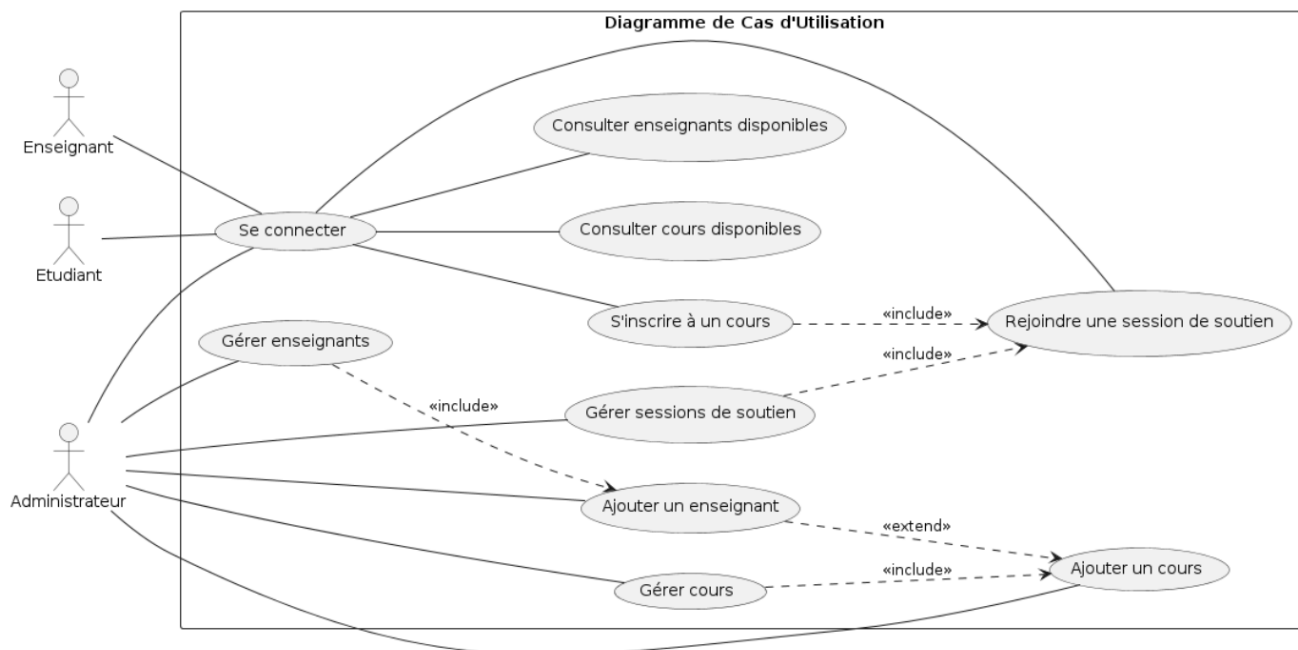 Diagramme de Cas d'Utilisation
Enseignant
Consulter enseignants disponibles
Se connecter
Consulter cours disponibles
Etudiant
S'inscrire à un cours
«include»
Rejoindre une session de soutien
Gérer enseignants
«include»
«include»
Gérer sessions de soutien
Administrateur
Ajouter un enseignant
«extend»
«include»
Ajouter un cours
Gérer cours